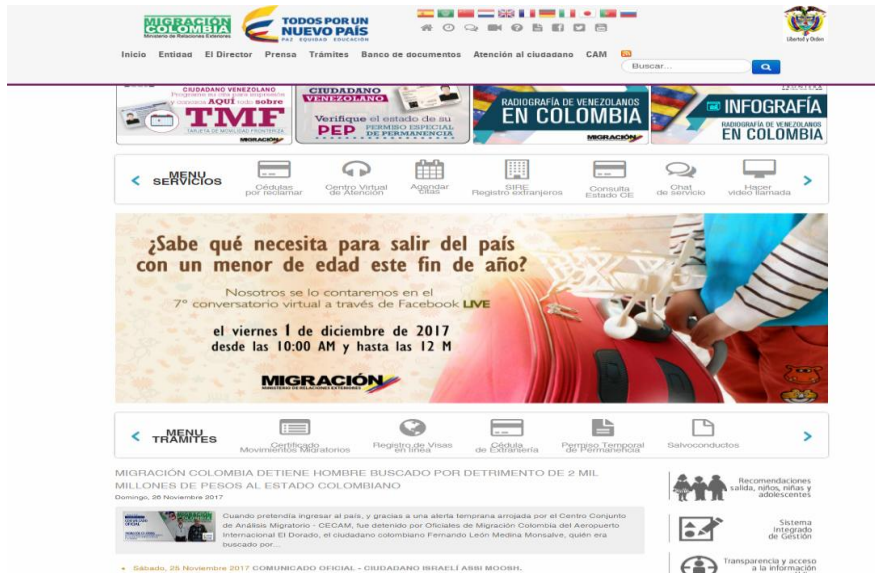 MIGRACIÓN
COLOMBIA
Ministerio de Relaciones Exteriores
TODOS POR UN
NUEVO PAÍS
PAZ EQUIDAD EDUCACIÓN
Libertad y Orden
Inicio Entidad El Director Prensa Trámites Banco de documentos Atención al ciudadano CAM
Buscar...
CIUDADANO VENEZOLANO
Programe su cita para impresión
y conozca AQUÍ todo sobre
TMF
TARJETA DE MOVILIDAD FRONTERIZA
MIGRACIÓN
CIUDADANO
VENEZOLANO
Verifique el estado de su
PEP PERMISO ESPECIAL
DE PERMANENCIA
RADIOGRAFÍA DE VENEZOLANOS
EN COLOMBIA
MIGRACIÓN
INFOGRAFÍA
RADIOGRAFÍA DE VENEZOLANOS
EN COLOMBIA
MENU
SERVICIOS
Cédulas
por reclamar
Centro Virtual
de Atención
Agendar
citas
SIRE
Registro extranjeros
Consulta
Estado CE
Chat
de servicio
Hacer
video llamada
¿Sabe qué necesita para salir del país
con un menor de edad este fin de año?
Nosotros se lo contaremos en el
7° conversatorio virtual a través de Facebook LIVE
el viernes 1 de diciembre de 2017
desde las 10:00 AM y hasta las 12 M
MIGRACIÓN
MINISTERIO DE RELACIONES EXTERIORES
MENU
TRÁMITES
Certificado
Movimientos Migratorios
Registro de Visas
en línea
Cédula
de Extranjería
Permiso Temporal
de Permanencia
Salvoconductos
MIGRACIÓN COLOMBIA DETIENE HOMBRE BUSCADO POR DETRIMENTO DE 2 MIL
MILLONES DE PESOS AL ESTADO COLOMBIANO
Domingo, 26 Noviembre 2017
Cuando pretendía ingresar al país, y gracias a una alerta temprana arrojada por el Centro Conjunto
de Análisis Migratorio - CECAM, fue detenido por Oficiales de Migración Colombia del Aeropuerto
Internacional El Dorado, el ciudadano colombiano Fernando León Medina Monsalve, quién era
buscado por...
Sábado, 25 Noviembre 2017 COMUNICADO OFICIAL - CIUDADANO ISRAELÍ ASSI MOOSH.
Recomendaciones
salida, niños, niñas y
adolescentes
Sistema
Integrado
de Gestión
Transparencia y acceso
a la información